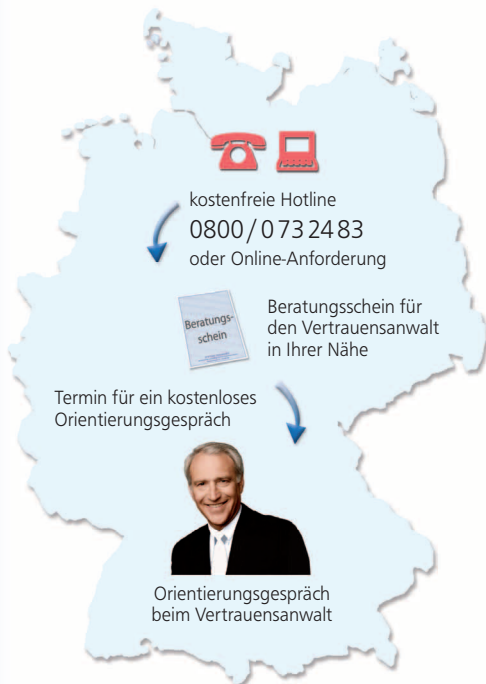 kostenfreie Hotline
0800/0 73 24 83
oder Online-Anforderung
Beratungs-
schein
Beratungsschein für
den Vertrauensanwalt
in Ihrer Nähe
Termin für ein kostenloses
Orientierungsgespräch
Orientierungsgespräch
beim Vertrauensanwalt